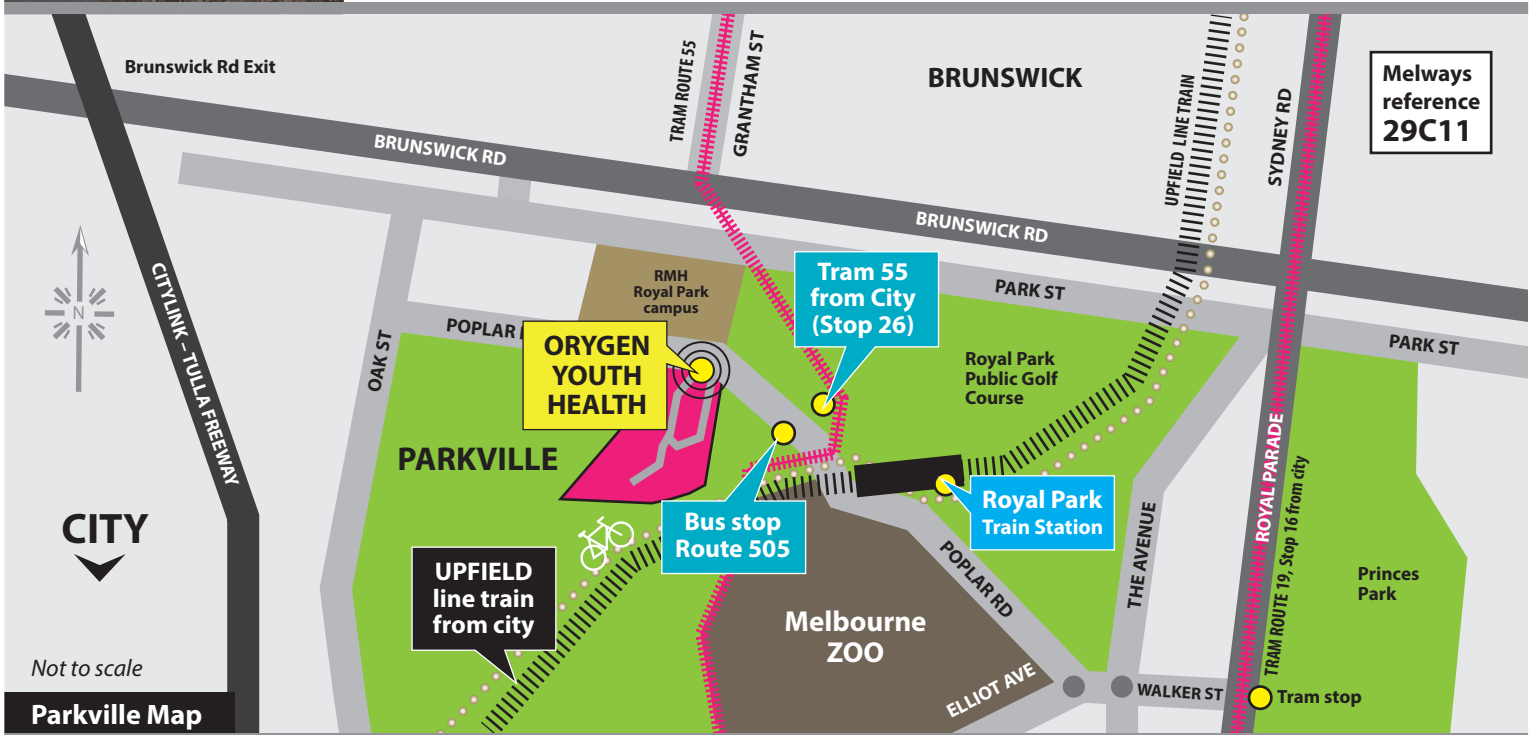 Brunswick Rd Exit
TRAM ROUTE 55
GRANTHAM ST
BRUNSWICK
UPFIELD LINE TRAIN
SYDNEY RD
Melways
reference
29C11
BRUNSWICK RD
BRUNSWICK RD
N
CITYLINK – TULLA FREEWAY
RMH
Royal Park
campus
Tram 55
from City
(Stop 26)
PARK ST
PARK ST
OAK ST
POPLAR
ORYGEN
YOUTH
HEALTH
Royal Park
Public Golf
Course
PARKVILLE
ROYAL PARADE
TRAM ROUTE 19, Stop 16 from city
CITY
Bus stop
Route 505
Royal Park
Train Station
UPFIELD
line train
from city
POPLAR RD
THE AVENUE
Princes
Park
Melbourne
ZOO
ELLIOT AVE
WALKER ST
Tram stop
Not to scale
Parkville Map